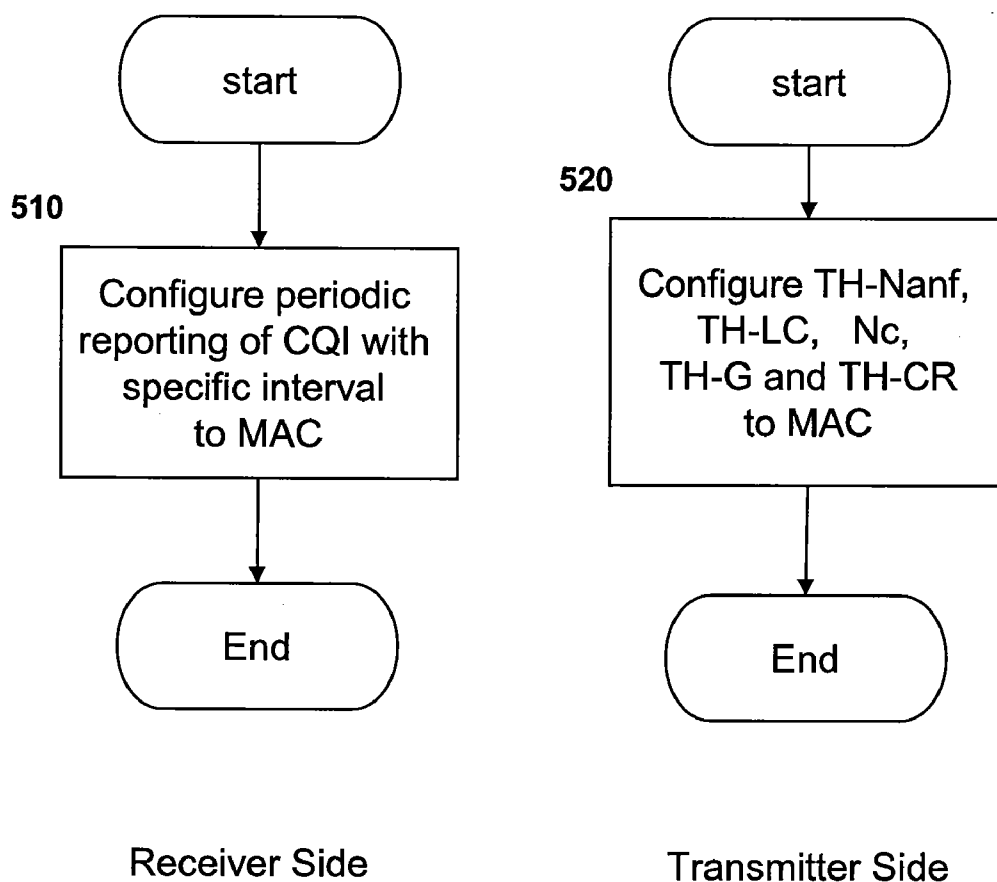 start
510
Configure periodic
reporting of CQI with
specific interval
to MAC
End
Receiver Side
start
520
Configure TH-Nanf,
TH-LC, Nc,
TH-G and TH-CR
to MAC
End
Transmitter Side